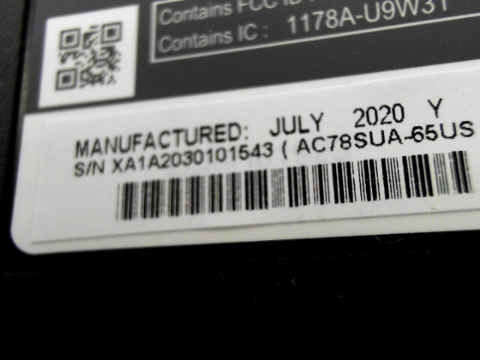 Contains FCC ID
Contains IC : 1178A-U9W31
MANUFACTURED: JULY 2020 Y
S/N XA1A2030101543 ( AC78SUA-65US